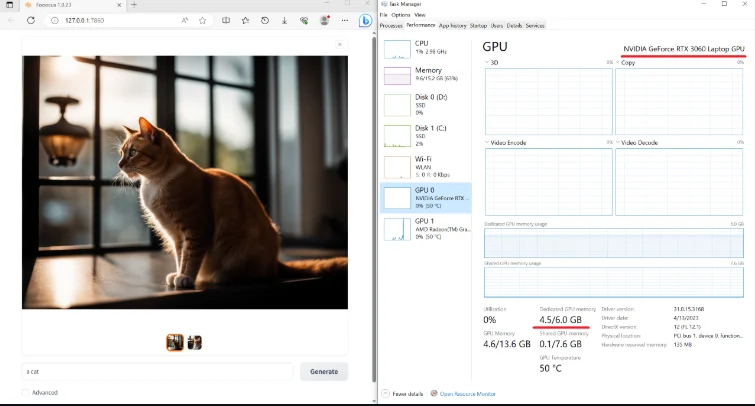 Fooocus 1.0.23
127.0.0.1:7860
a cat
Generate
Advanced
Task Manager
File Options View
Processes Performance App history Startup Users Details Services
CPU
1% 2.98 GHz
Memory
9.6/15.2 GB (63%)
Disk 0 (D:)
SSD
0%
Disk 1 (C:)
SSD
2%
Wi-Fi
WLAN
S: 0 R: 0 Kbps
GPU 0
NVIDIA GeForce RTX ...
0% (50 °C)
GPU 1
AMD Radeon(TM) Gra...
0% (50 °C)
GPU
NVIDIA GeForce RTX 3060 Laptop GPU
3D 0% Copy 0%
Video Encode 0% Video Decode 0%
Dedicated GPU memory usage 6.0 GB
Shared GPU memory usage 7.6 GB
Utilization
0%
Dedicated GPU memory
4.5/6.0 GB
GPU Memory
4.6/13.6 GB
Shared GPU memory
0.1/7.6 GB
GPU Temperature
50 °C
Driver version: 31.0.15.3168
Driver date: 4/13/2023
DirectX version: 12 (FL 12.1)
Physical location: PCI bus 1, device 0, function...
Hardware reserved memory: 135 MB
Fewer details
Open Resource Monitor